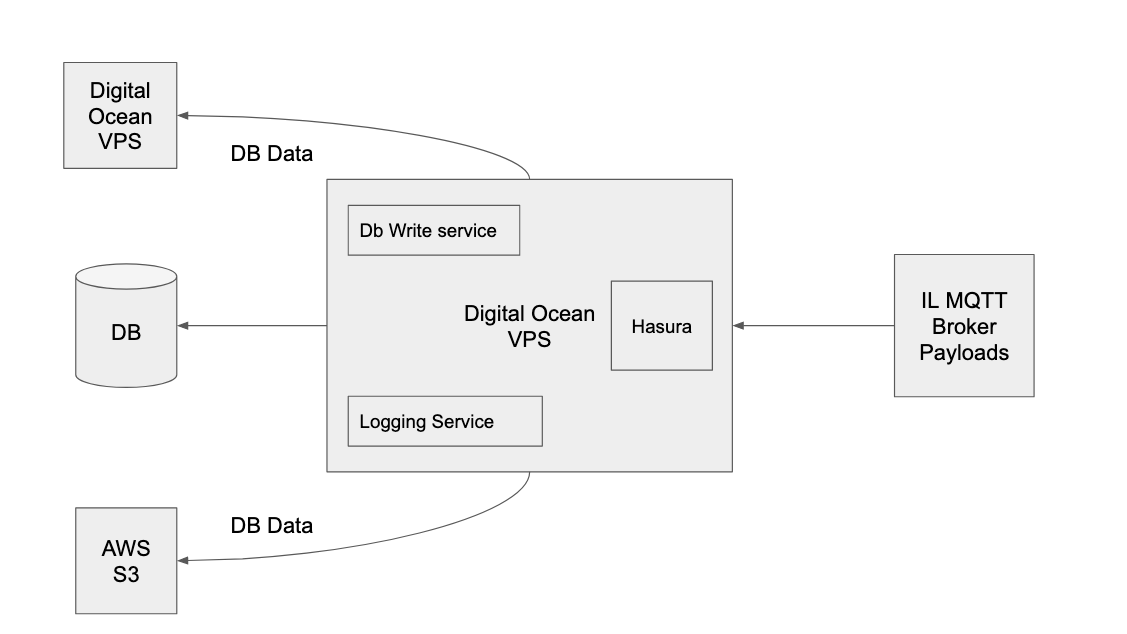 Digital
Ocean
VPS
DB Data
Db Write service
Digital Ocean
VPS
Hasura
IL MQTT
Broker
Payloads
DB
Logging Service
DB Data
AWS
S3